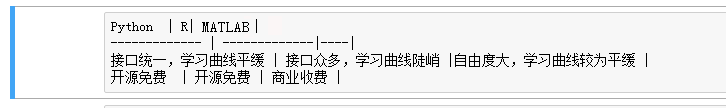 Python  | R| MATLAB|
------------- | -------------|----|
接口统一，学习曲线平缓 | 接口众多，学习曲线陡峭 |自由度大，学习曲线较为平缓 |
开源免费  | 开源免费 | 商业收费 |